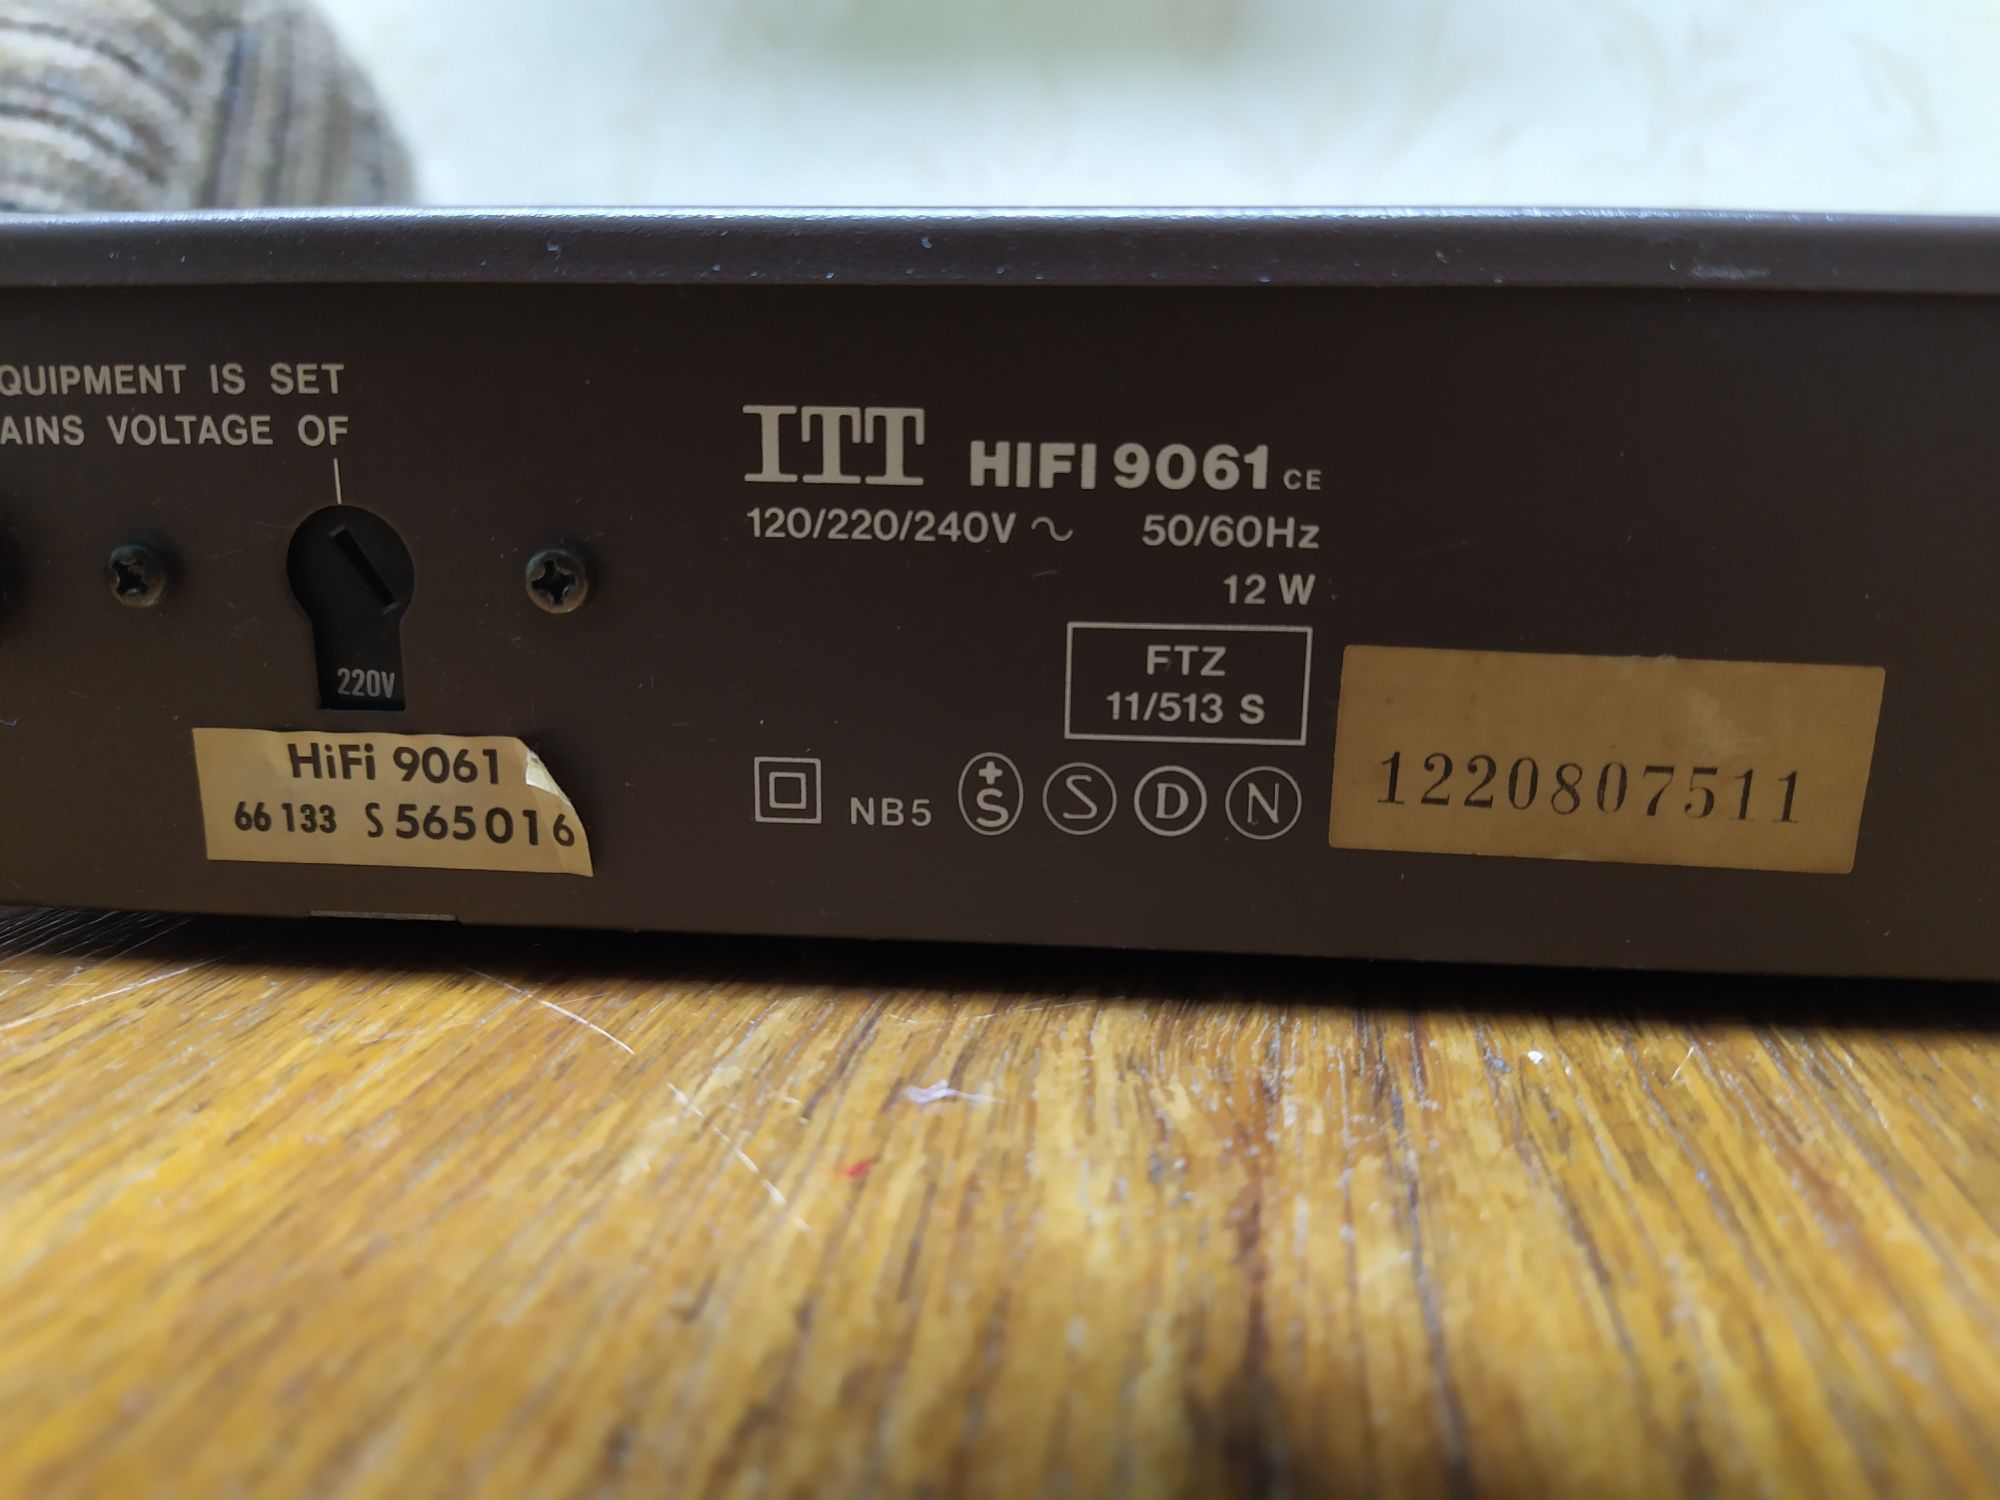 QUIPMENT IS SET
AINS VOLTAGE OF
220V
HiFi 9061
66 133 S 565016
ITT HIFI 9061 CE
120/220/240V ~ 50/60Hz
12 W
FTZ
11/513 S
NB5 +S S D N
1220807511